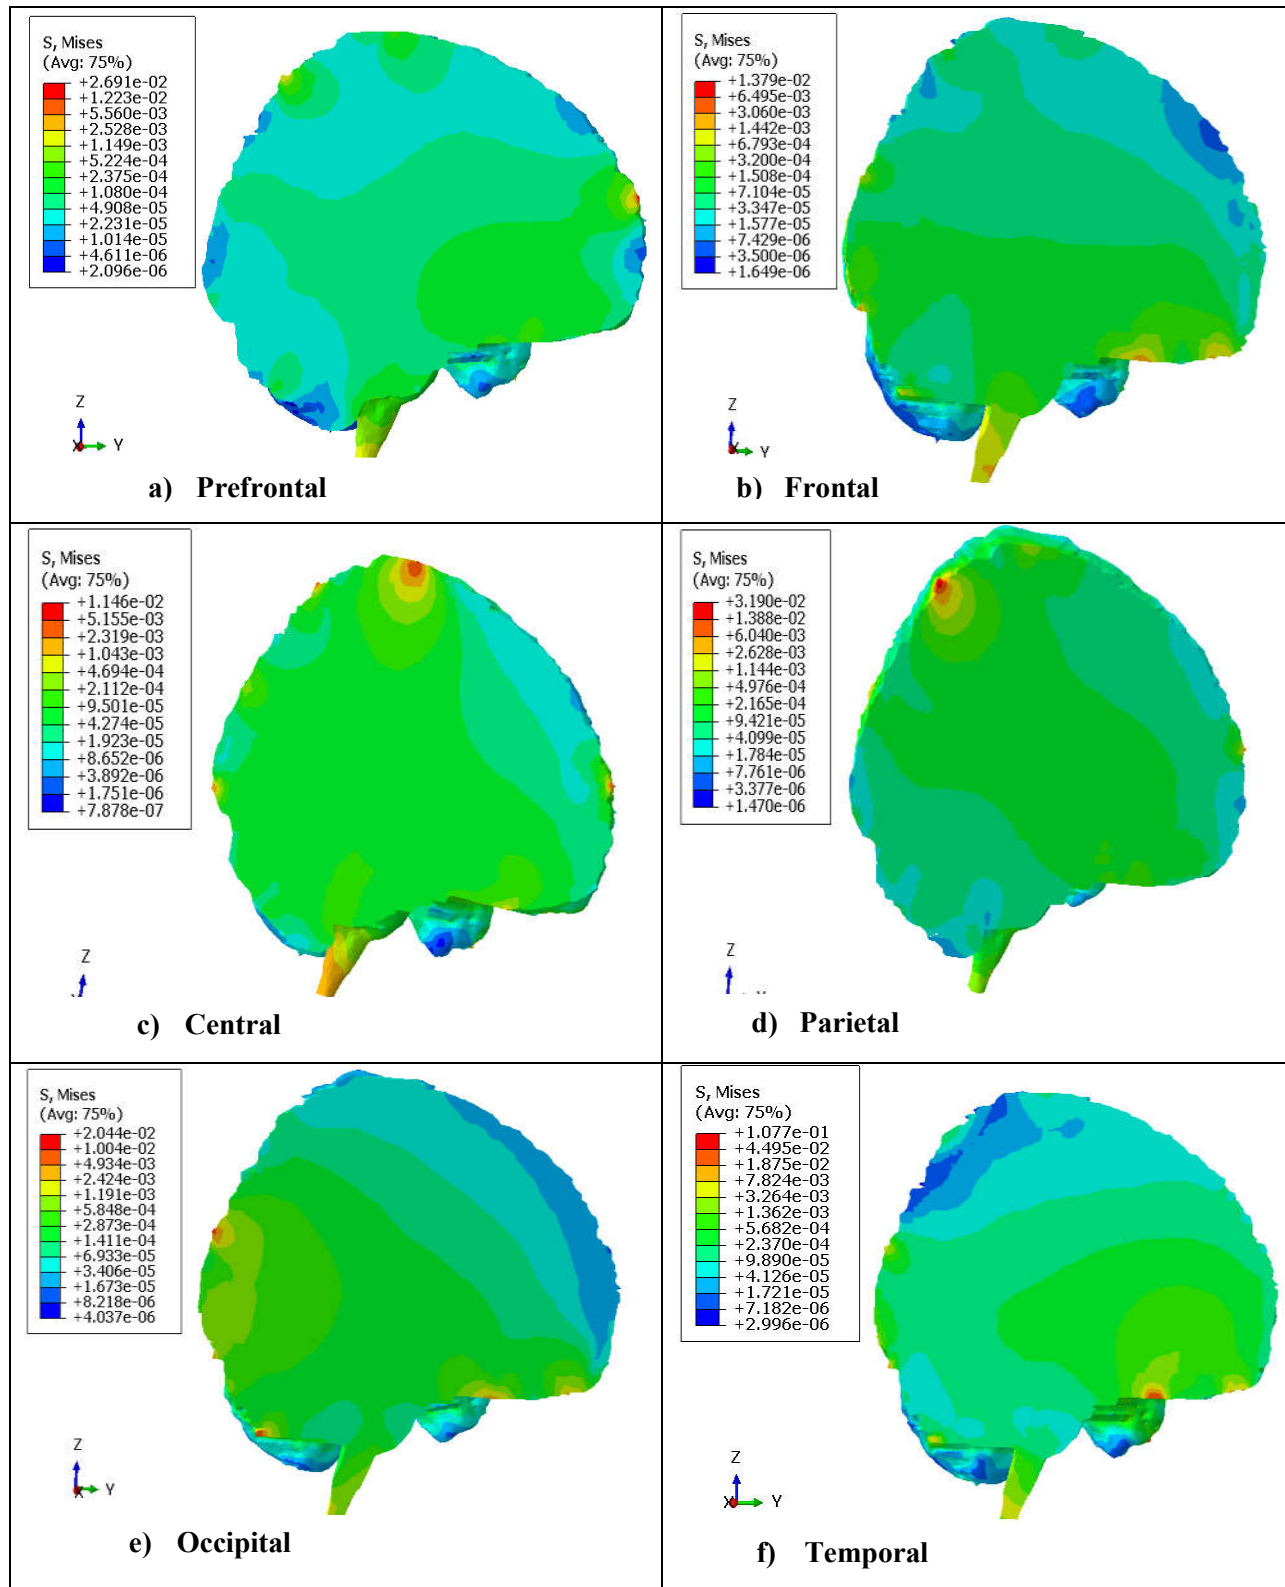 S, Mises
(Avg: 75%)
+2.691e-02
+1.223e-02
+5.560e-03
+2.528e-03
+1.149e-03
+5.224e-04
+2.375e-04
+1.080e-04
+4.908e-05
+2.231e-05
+1.014e-05
+4.611e-06
+2.096e-06
Z
X Y
a) Prefrontal
S, Mises
(Avg: 75%)
+1.379e-02
+6.495e-03
+3.060e-03
+1.442e-03
+6.793e-04
+3.200e-04
+1.508e-04
+7.104e-05
+3.347e-05
+1.577e-05
+7.429e-06
+3.500e-06
+1.649e-06
Z
X Y
b) Frontal
S, Mises
(Avg: 75%)
+1.146e-02
+5.155e-03
+2.319e-03
+1.043e-03
+4.694e-04
+2.112e-04
+9.501e-05
+4.274e-05
+1.923e-05
+8.652e-06
+3.892e-06
+1.751e-06
+7.878e-07
Z
c) Central
S, Mises
(Avg: 75%)
+3.190e-02
+1.388e-02
+6.040e-03
+2.628e-03
+1.144e-03
+4.976e-04
+2.165e-04
+9.421e-05
+4.099e-05
+1.784e-05
+7.761e-06
+3.377e-06
+1.470e-06
Z
d) Parietal
S, Mises
(Avg: 75%)
+2.044e-02
+1.004e-02
+4.934e-03
+2.424e-03
+1.191e-03
+5.848e-04
+2.873e-04
+1.411e-04
+6.933e-05
+3.406e-05
+1.673e-05
+8.218e-06
+4.037e-06
Z
X Y
e) Occipital
S, Mises
(Avg: 75%)
+1.077e-01
+4.495e-02
+1.875e-02
+7.824e-03
+3.264e-03
+1.362e-03
+5.682e-04
+2.370e-04
+9.890e-05
+4.126e-05
+1.721e-05
+7.182e-06
+2.996e-06
Z
X Y
f) Temporal